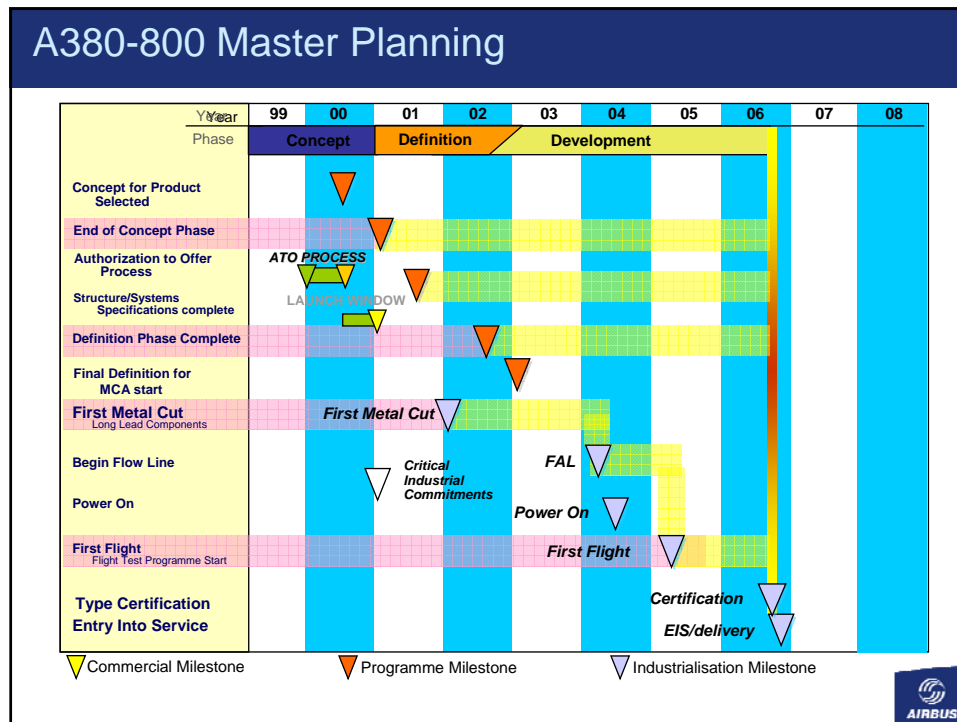 A380-800 Master Planning
Year Year 99 00 01 02 03 04 05 06 07 08
Phase Concept Definition Development
Concept for Product
Selected
End of Concept Phase
Authorization to Offer
Process
ATO PROCESS
Structure/Systems
Specifications complete
LAUNCH WINDOW
Definition Phase Complete
Final Definition for
MCA start
First Metal Cut
Long Lead Components
First Metal Cut
Begin Flow Line
Critical
Industrial
Commitments
FAL
Power On
Power On
First Flight
Flight Test Programme Start
First Flight
Type Certification
Certification
Entry Into Service
EIS/delivery
Commercial Milestone Programme Milestone Industrialisation Milestone
AIRBUS